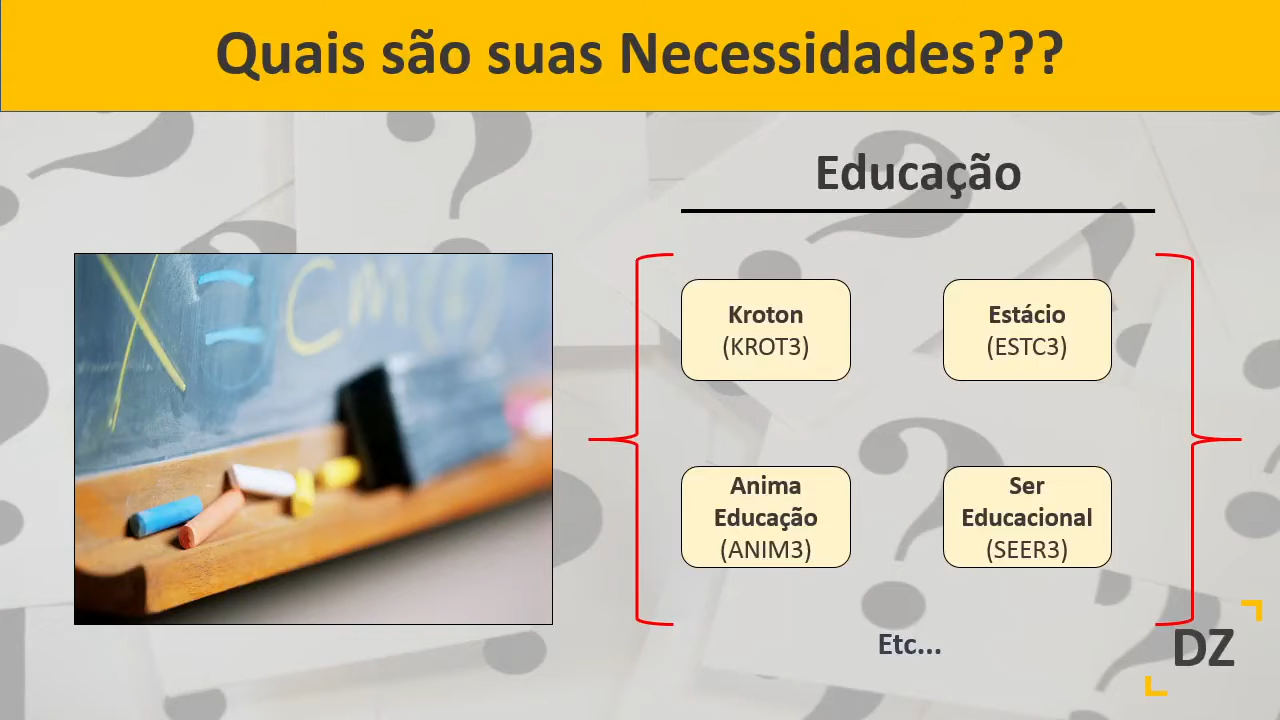 Quais são suas Necessidades???
Educação
Kroton
(KROT3)
Estácio
(ESTC3)
Anima
Educação
(ANIM3)
Ser
Educacional
(SEER3)
Etc...
DZ